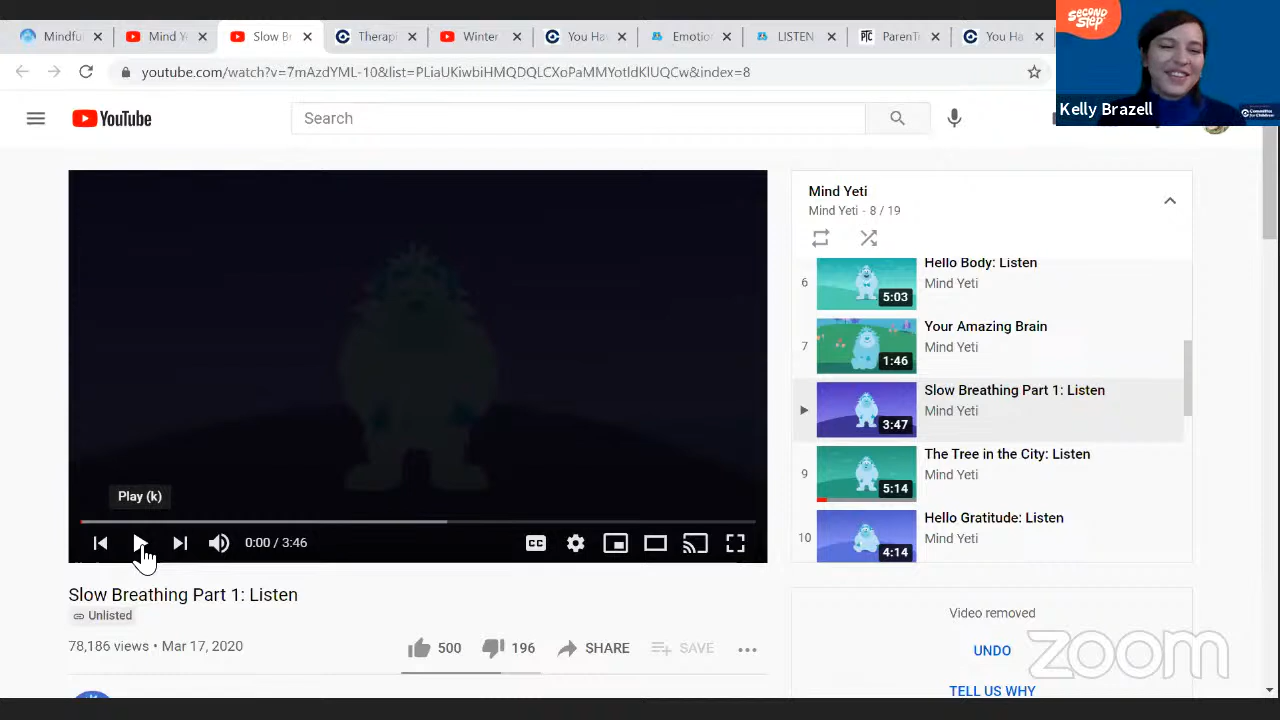 Mindfu
Mind Y
Slow B
Thera
Winter
You Ha
Emotio
LISTEN
PTC
ParenT
You Ha
SECOND STEP
youtube.com/watch?v=7mAzdYML-10&list=PLiaUKiwbiHMQDQLCXoPaMMYotIdKlUQCw&index=8
Kelly Brazell
YouTube
Search
Mind Yeti
Mind Yeti - 8 / 19
6
Hello Body: Listen
Mind Yeti
5:03
7
Your Amazing Brain
Mind Yeti
1:46
Slow Breathing Part 1: Listen
Mind Yeti
3:47
9
The Tree in the City: Listen
Mind Yeti
5:14
10
Hello Gratitude: Listen
Mind Yeti
4:14
Play (k)
0:00 / 3:46
CC
Slow Breathing Part 1: Listen
Unlisted
78,186 views • Mar 17, 2020
500
196
SHARE
SAVE
Video removed
UNDO
TELL US WHY
zoom